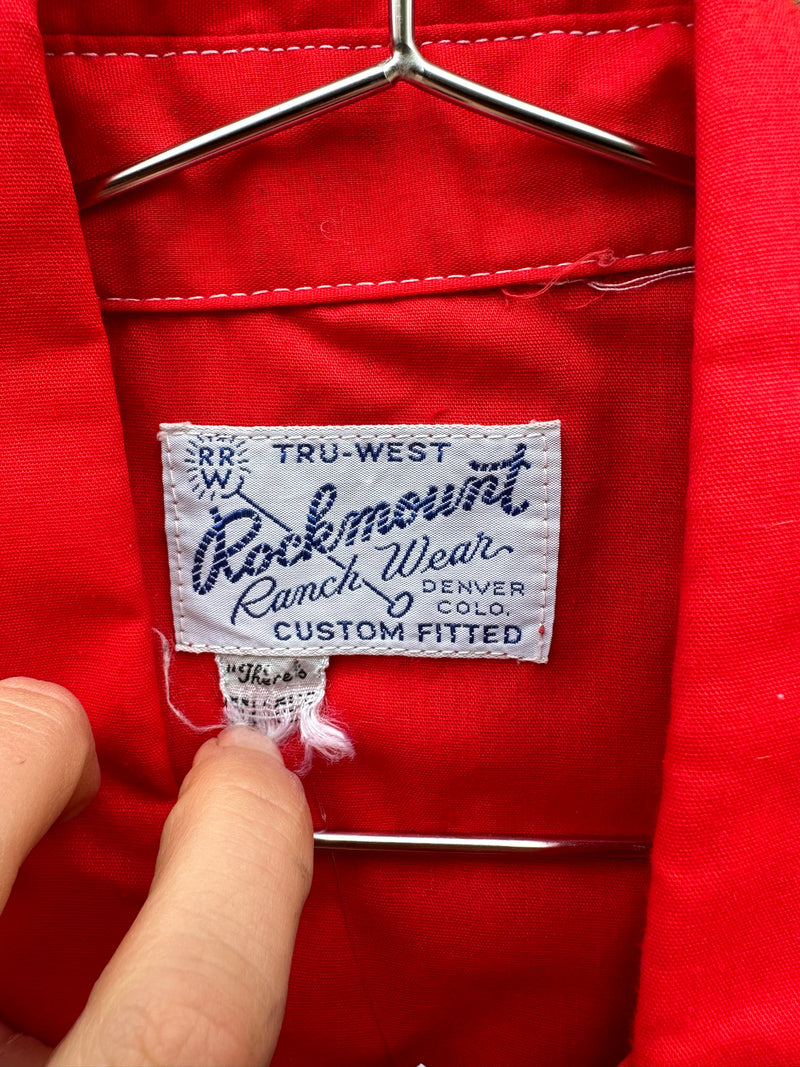 RR
W
TRU-WEST
Rockmount
Ranch Wear
DENVER
COLO.
CUSTOM FITTED
"There's